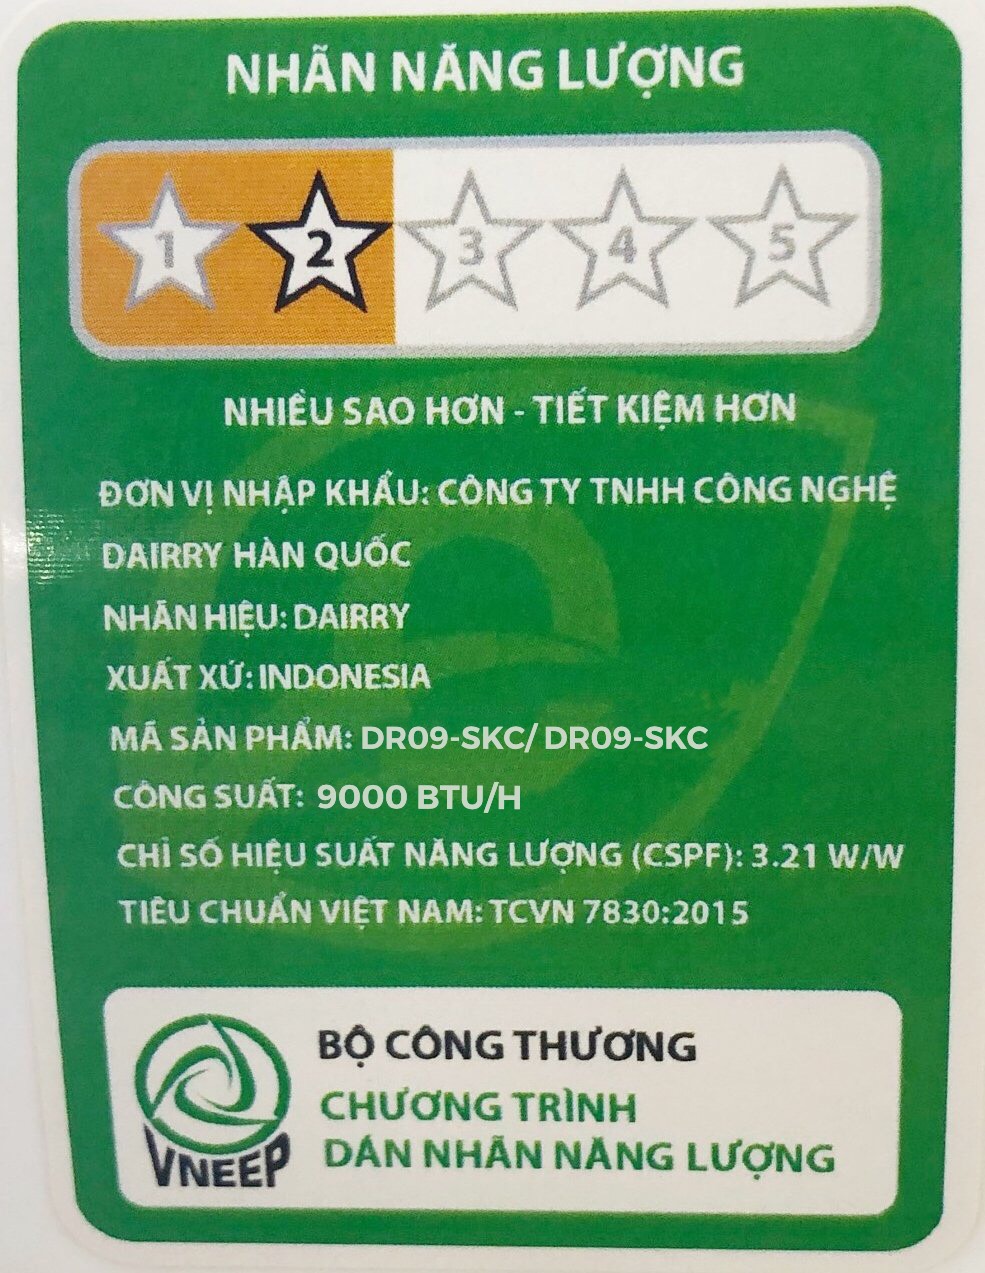 NHÃN NĂNG LƯỢNG
1 2 3 4 5
NHIỀU SAO HƠN - TIẾT KIỆM HƠN
ĐƠN VỊ NHẬP KHẨU: CÔNG TY TNHH CÔNG NGHỆ
DAIRRY HÀN QUỐC
NHÃN HIỆU: DAIRRY
XUẤT XỨ: INDONESIA
MÃ SẢN PHẨM: DR09-SKC/ DR09-SKC
CÔNG SUẤT: 9000 BTU/H
CHỈ SỐ HIỆU SUẤT NĂNG LƯỢNG (CSPF): 3.21 W/W
TIÊU CHUẨN VIỆT NAM: TCVN 7830:2015
BỘ CÔNG THƯƠNG
CHƯƠNG TRÌNH
DÁN NHÃN NĂNG LƯỢNG
VNEEP